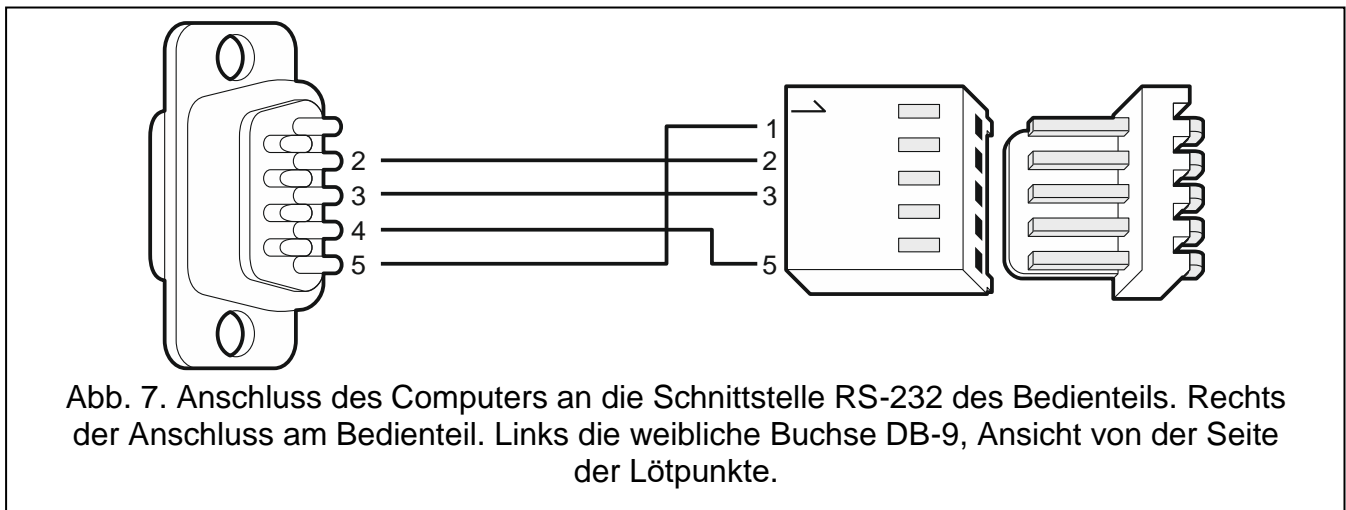 1
2 2
3 3
4
5 5
Abb. 7. Anschluss des Computers an die Schnittstelle RS-232 des Bedienteils. Rechts
der Anschluss am Bedienteil. Links die weibliche Buchse DB-9, Ansicht von der Seite
der Lötpunkte.